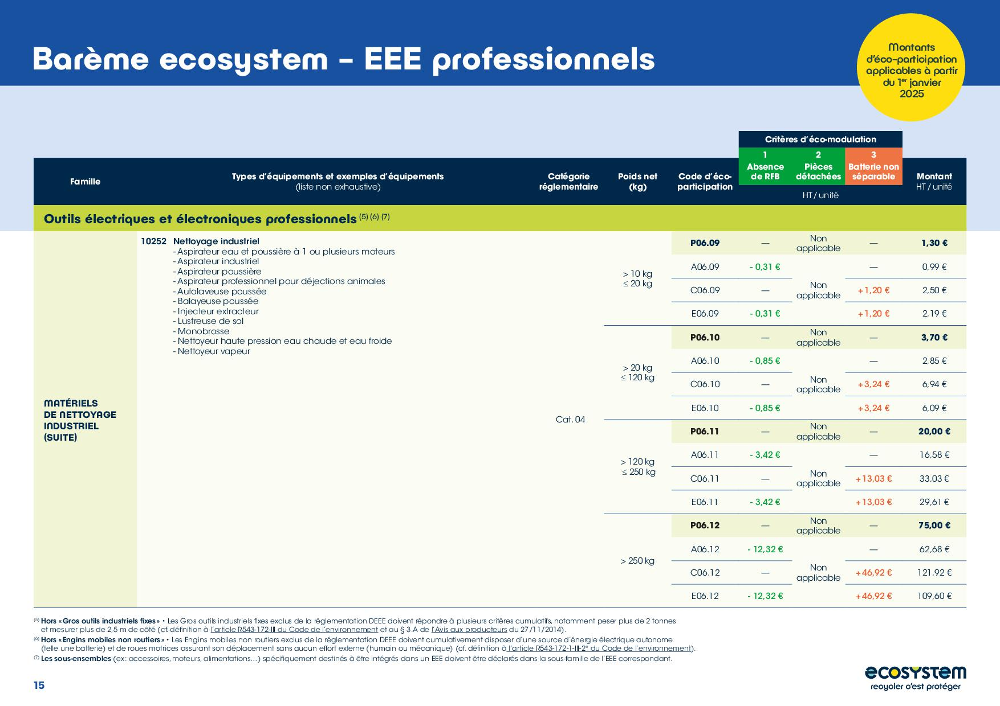 Barème ecosystem – EEE professionnels
Montants
d'éco-participation
applicables à partir
du 1er janvier
2025
Critères d'éco-modulation
Famille
Types d'équipements et exemples d'équipements
(liste non exhaustive)
Catégorie
réglementaire
Poids net
(kg)
Code d'éco-
participation
1
Absence
de RFB
2
Pièces
détachées
3
Batterie non
séparable
HT / unité
Montant
HT / unité
Outils électriques et électroniques professionnels (5) (6) (7)
MATÉRIELS
DE NETTOYAGE
INDUSTRIEL
(SUITE)
10252 Nettoyage industriel
- Aspirateur eau et poussière à 1 ou plusieurs moteurs
- Aspirateur industriel
- Aspirateur poussière
- Aspirateur professionnel pour déjections animales
- Autolaveuse poussée
- Balayeuse poussée
- Injecteur extracteur
- Lustreuse de sol
- Monobrosse
- Nettoyeur haute pression eau chaude et eau froide
- Nettoyeur vapeur
Cat. 04
> 10 kg
≤ 20 kg
P06.09 — Non applicable — 1,30 €
A06.09 - 0,31 € — 0,99 €
C06.09 — Non applicable +1,20 € 2,50 €
E06.09 - 0,31 € +1,20 € 2,19 €
> 20 kg
≤ 120 kg
P06.10 — Non applicable — 3,70 €
A06.10 - 0,85 € — 2,85 €
C06.10 — Non applicable +3,24 € 6,94 €
E06.10 - 0,85 € +3,24 € 6,09 €
> 120 kg
≤ 250 kg
P06.11 — Non applicable — 20,00 €
A06.11 - 3,42 € — 16,58 €
C06.11 — Non applicable +13,03 € 33,03 €
E06.11 - 3,42 € +13,03 € 29,61 €
> 250 kg
P06.12 — Non applicable — 75,00 €
A06.12 - 12,32 € — 62,68 €
C06.12 — Non applicable +46,92 € 121,92 €
E06.12 - 12,32 € +46,92 € 109,60 €
(5) Hors «Gros outils industriels fixes» • Les Gros outils industriels fixes exclus de la réglementation DEEE doivent répondre à plusieurs critères cumulatifs, notamment peser plus de 2 tonnes
et mesurer plus de 2,5 m de côté (cf. définition à l'article R543-172-III du Code de l'environnement et au § 3.A de l'Avis aux producteurs du 27/11/2014).
(6) Hors «Engins mobiles non routiers» • Les Engins mobiles non routiers exclus de la réglementation DEEE doivent cumulativement disposer d'une source d'énergie électrique autonome
(telle une batterie) et de roues motrices assurant son déplacement sans aucun effort externe (humain ou mécanique) (cf. définition à l'article R543-172-1-III-2° du Code de l'environnement).
(7) Les sous-ensembles (ex: accessoires, moteurs, alimentations...) spécifiquement destinés à être intégrés dans un EEE doivent être déclarés dans la sous-famille de l'EEE correspondant.
15
ecosystem
recycler c'est protéger